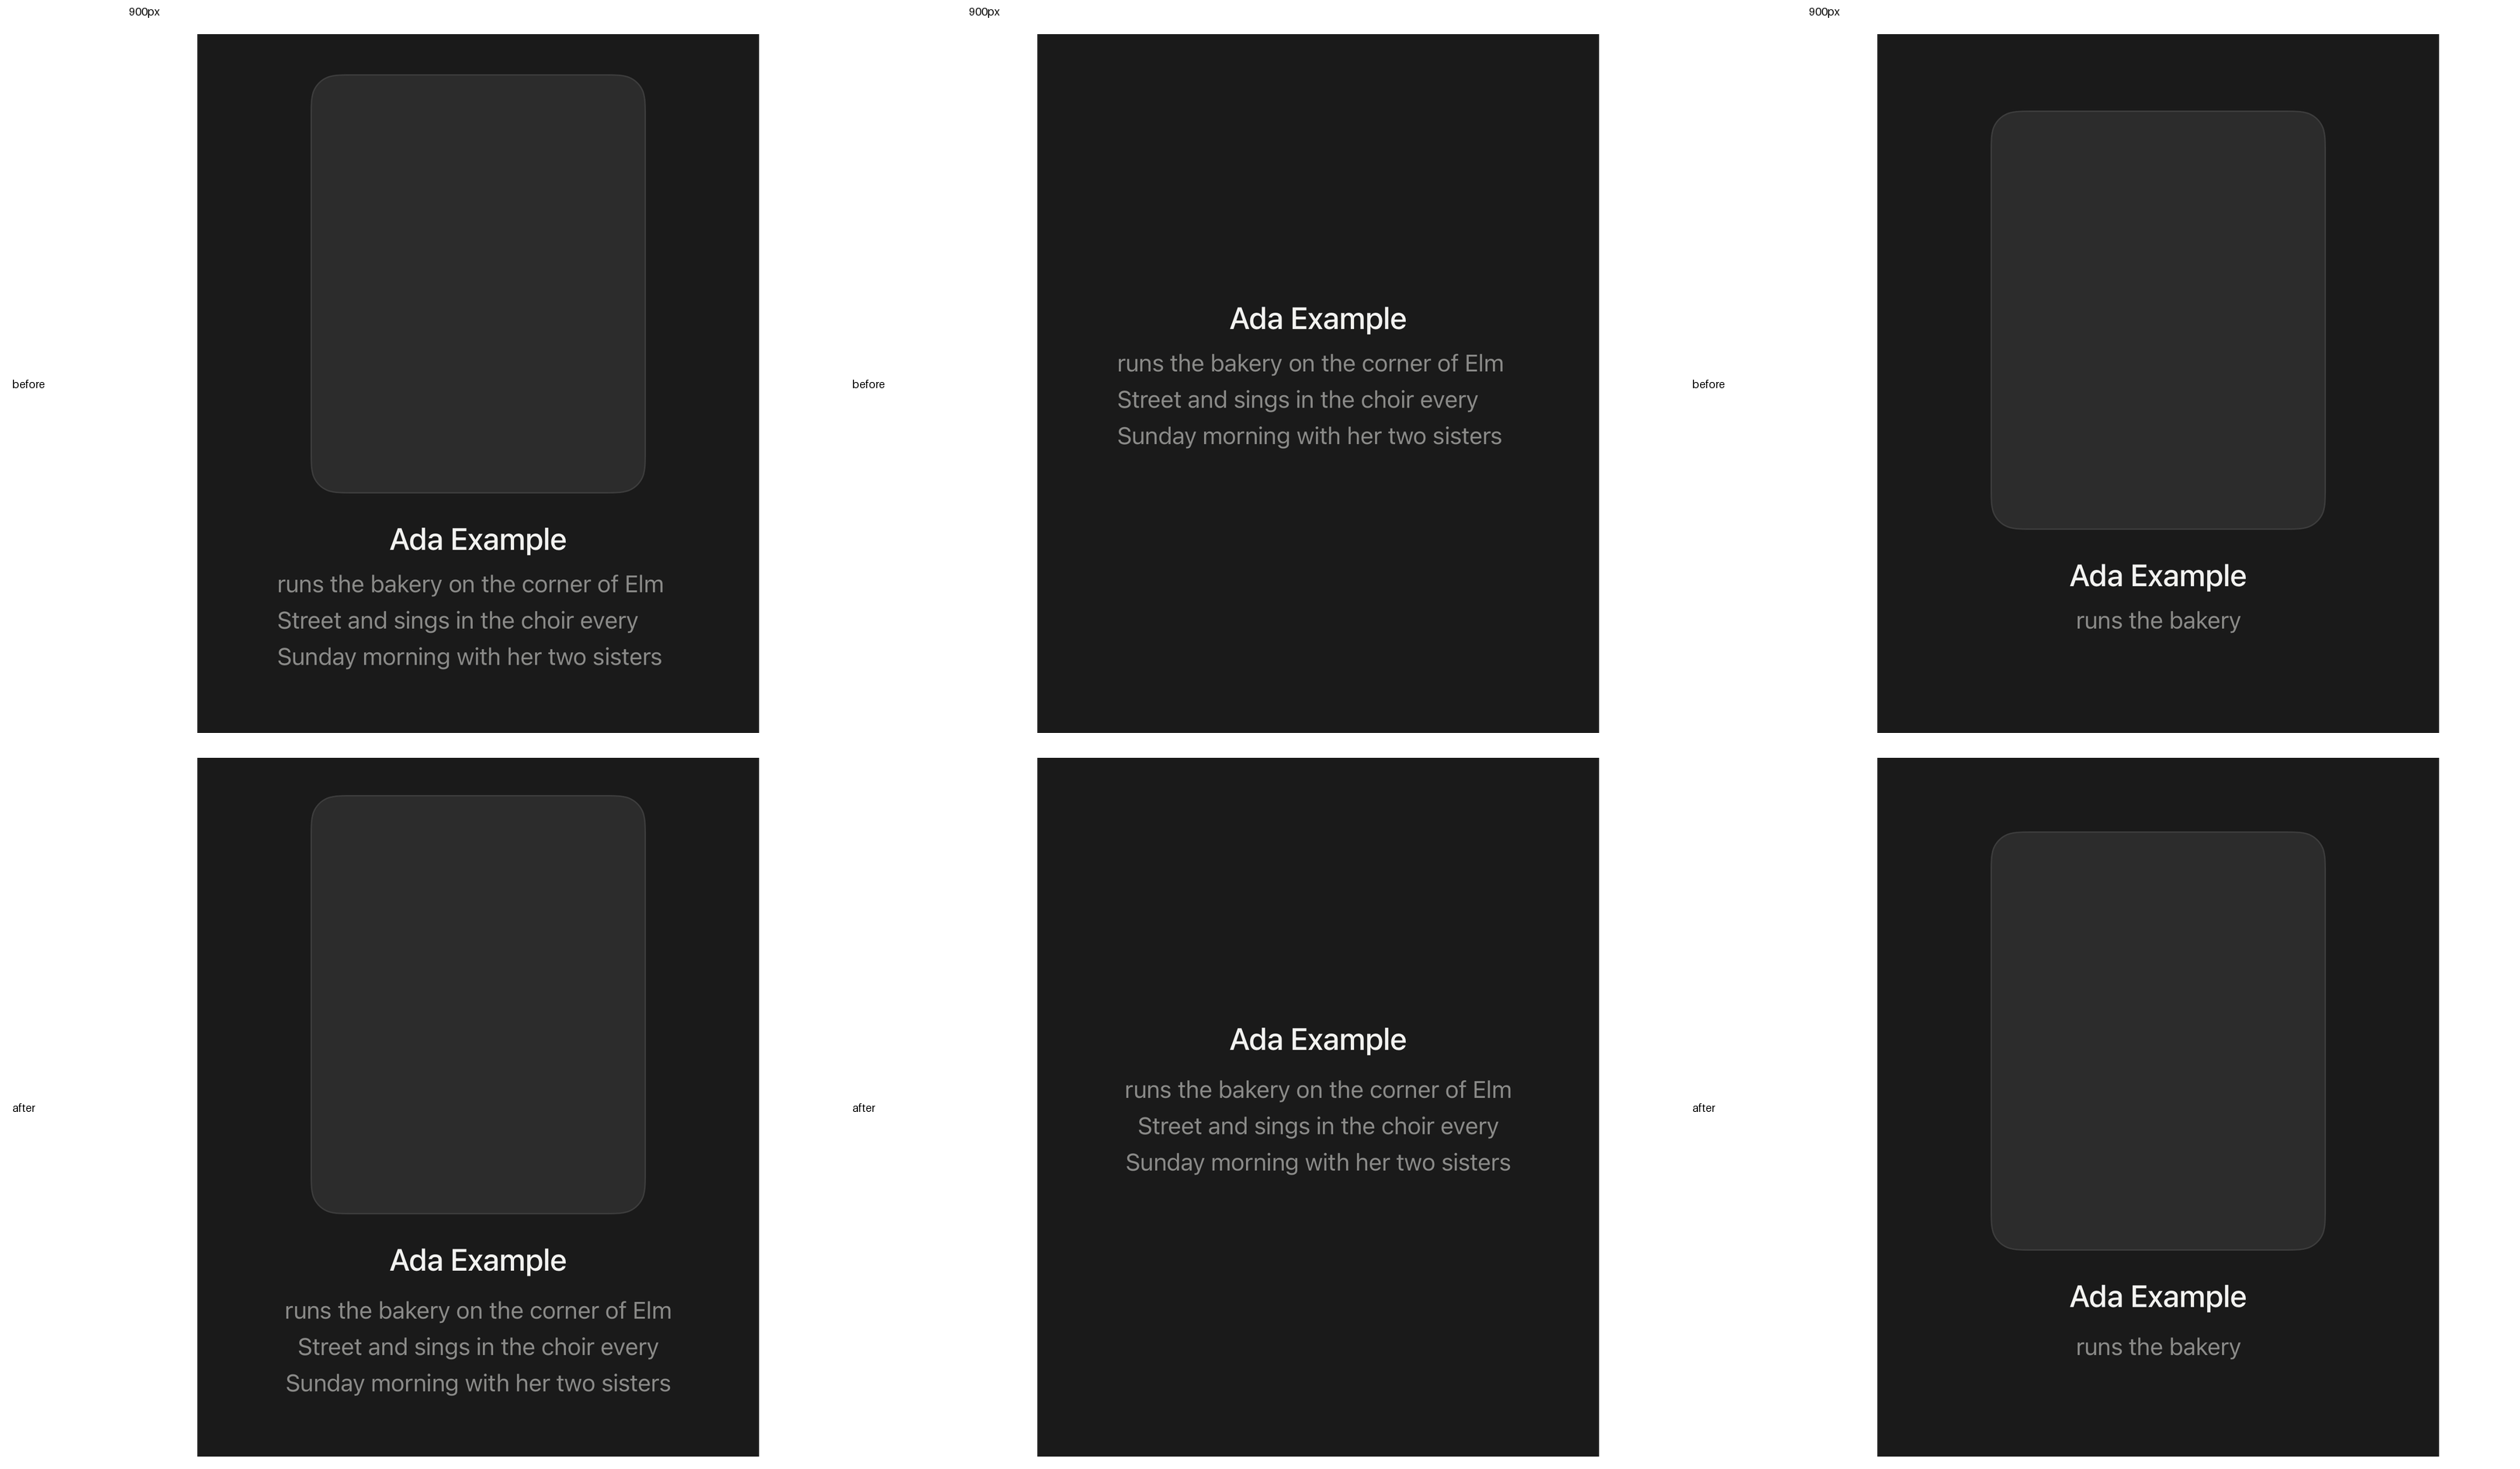 900px
900px
900px
before
Ada Example
runs the bakery on the corner of Elm
Street and sings in the choir every
Sunday morning with her two sisters
before
Ada Example
runs the bakery on the corner of Elm
Street and sings in the choir every
Sunday morning with her two sisters
before
Ada Example
runs the bakery
after
Ada Example
runs the bakery on the corner of Elm
Street and sings in the choir every
Sunday morning with her two sisters
after
Ada Example
runs the bakery on the corner of Elm
Street and sings in the choir every
Sunday morning with her two sisters
after
Ada Example
runs the bakery